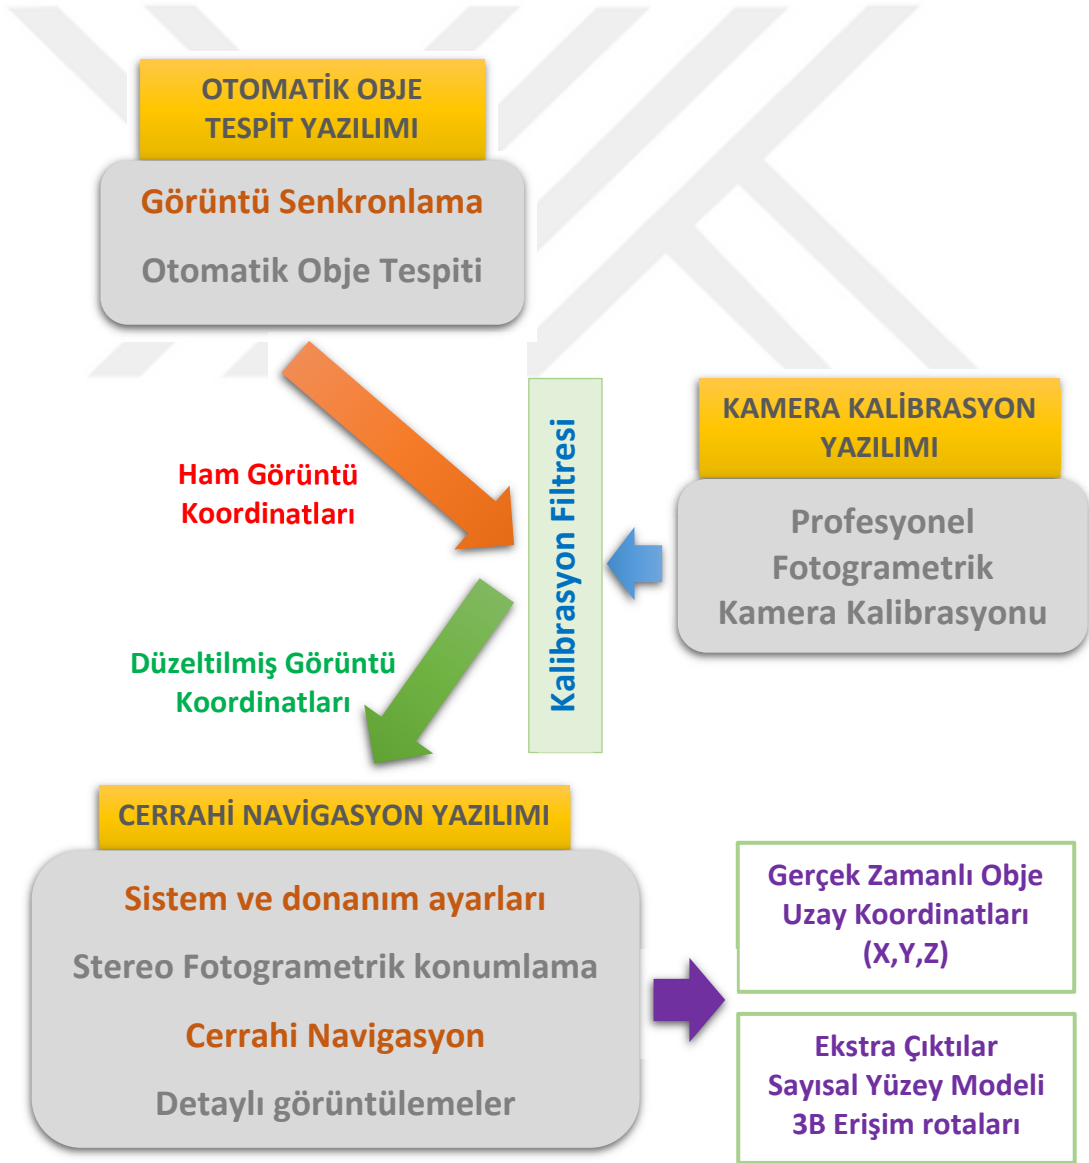 OTOMATİK OBJE
TESPİT YAZILIMI
Görüntü Senkronlama
Otomatik Obje Tespiti
Ham Görüntü
Koordinatları
Kalibrasyon Filtresi
KAMERA KALİBRASYON
YAZILIMI
Profesyonel
Fotogrametrik
Kamera Kalibrasyonu
Düzeltilmiş Görüntü
Koordinatları
CERRAHİ NAVİGASYON YAZILIMI
Sistem ve donanım ayarları
Stereo Fotogrametrik konumlama
Cerrahi Navigasyon
Detaylı görüntülemeler
Gerçek Zamanlı Obje
Uzay Koordinatları
(X,Y,Z)
Ekstra Çıktılar
Sayısal Yüzey Modeli
3B Erişim rotaları